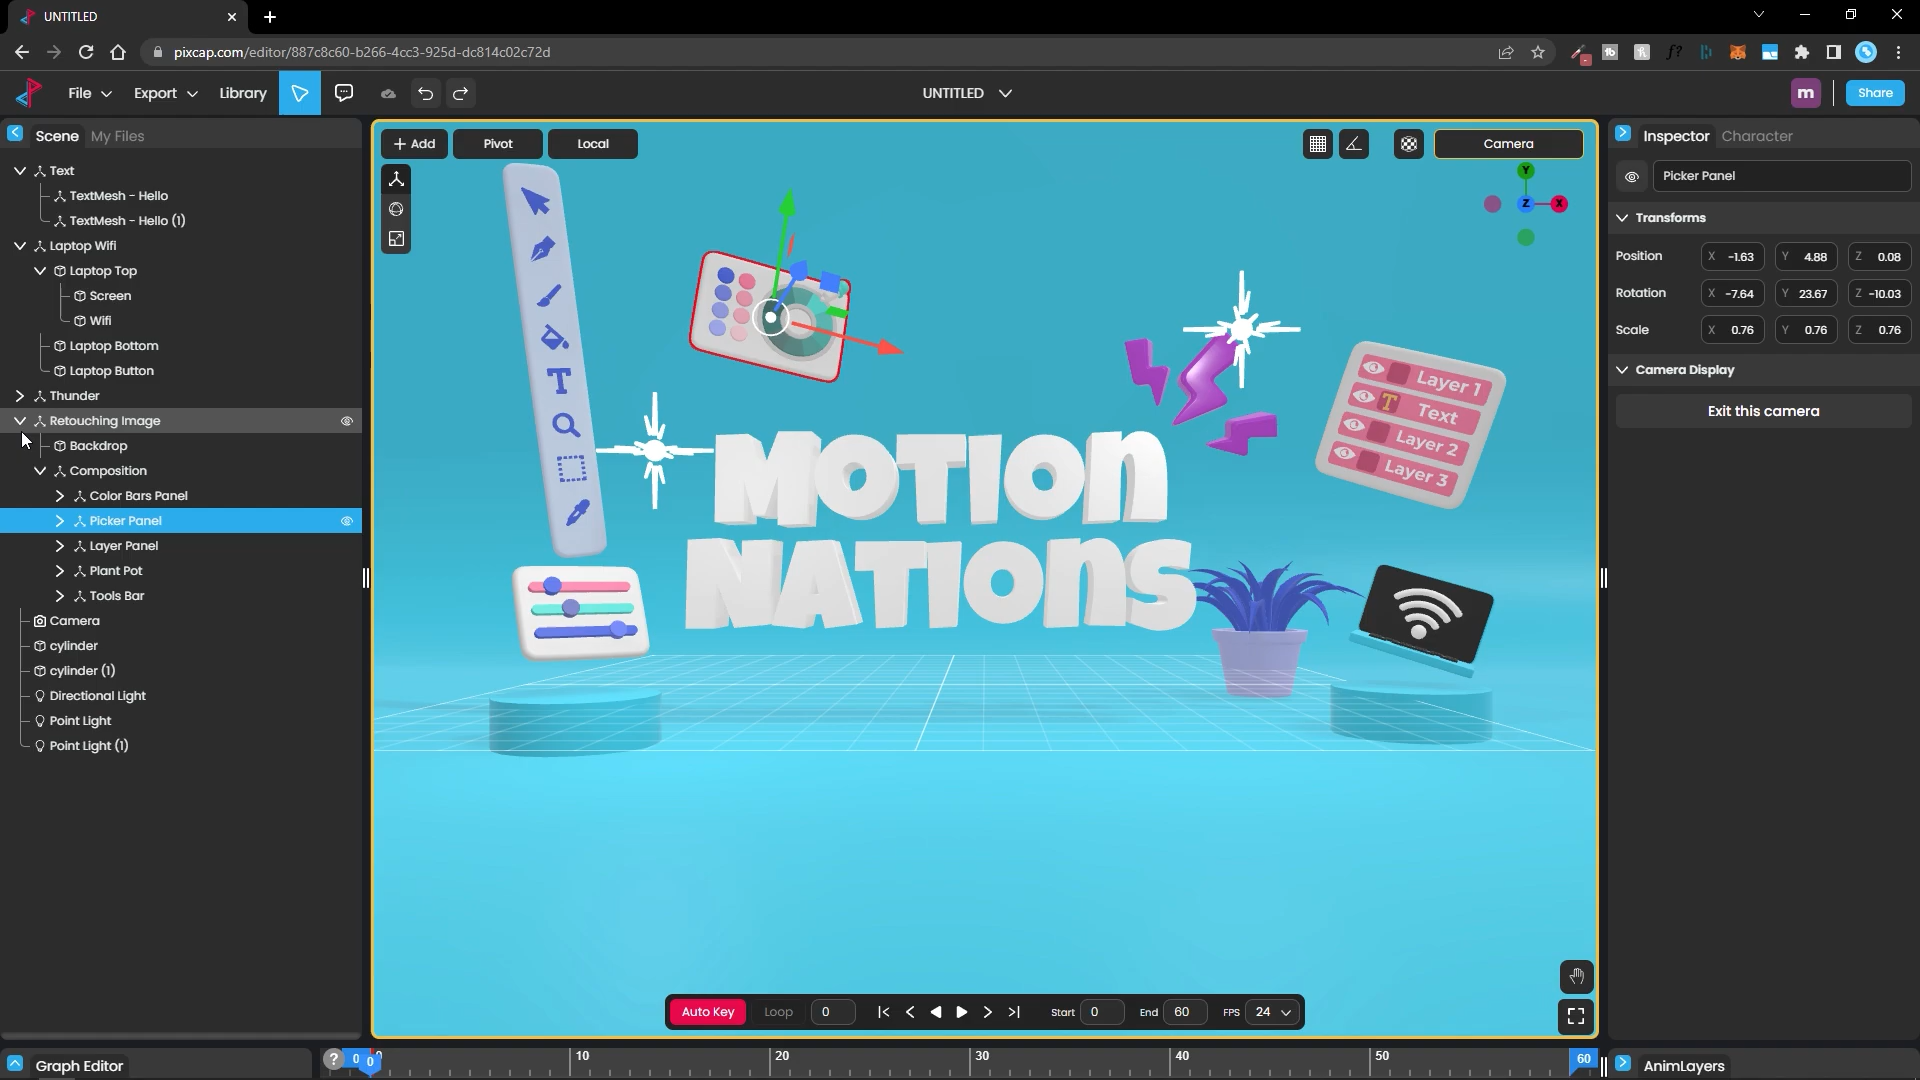 UNTITLED
pixcap.com/editor/887c8c60-b266-4cc3-925d-dc814c02c72d
File
Export
Library
UNTITLED
m
Share
Scene
My Files
+ Add
Pivot
Local
Camera
Inspector
Character
Text
TextMesh - Hello
TextMesh - Hello (1)
Laptop Wifi
Laptop Top
Screen
Wifi
Laptop Bottom
Laptop Button
Thunder
Retouching Image
Backdrop
Composition
Color Bars Panel
Picker Panel
Layer Panel
Plant Pot
Tools Bar
Camera
cylinder
cylinder (1)
Directional Light
Point Light
Point Light (1)
Y
Z
X
T
Layer 1
T Text
Layer 2
Layer 3
MOTION
NATIONS
Picker Panel
Transforms
Position X -1.63 Y 4.88 Z 0.08
Rotation X -7.64 Y 23.67 Z -10.03
Scale X 0.76 Y 0.76 Z 0.76
Camera Display
Exit this camera
Auto Key
Loop
0
Start 0
End 60
FPS 24
Graph Editor
?
0
0
10
20
30
40
50
60
AnimLayers